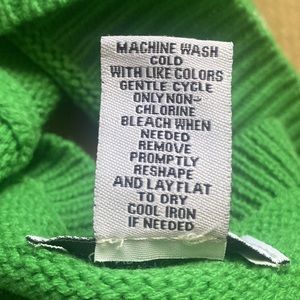 MACHINE WASH
COLD
WITH LIKE COLORS
GENTLE CYCLE
ONLY NON-
CHLORINE
BLEACH WHEN
NEEDED
REMOVE
PROMPTLY
RESHAPE
AND LAY FLAT
TO DRY
COOL IRON
IF NEEDED